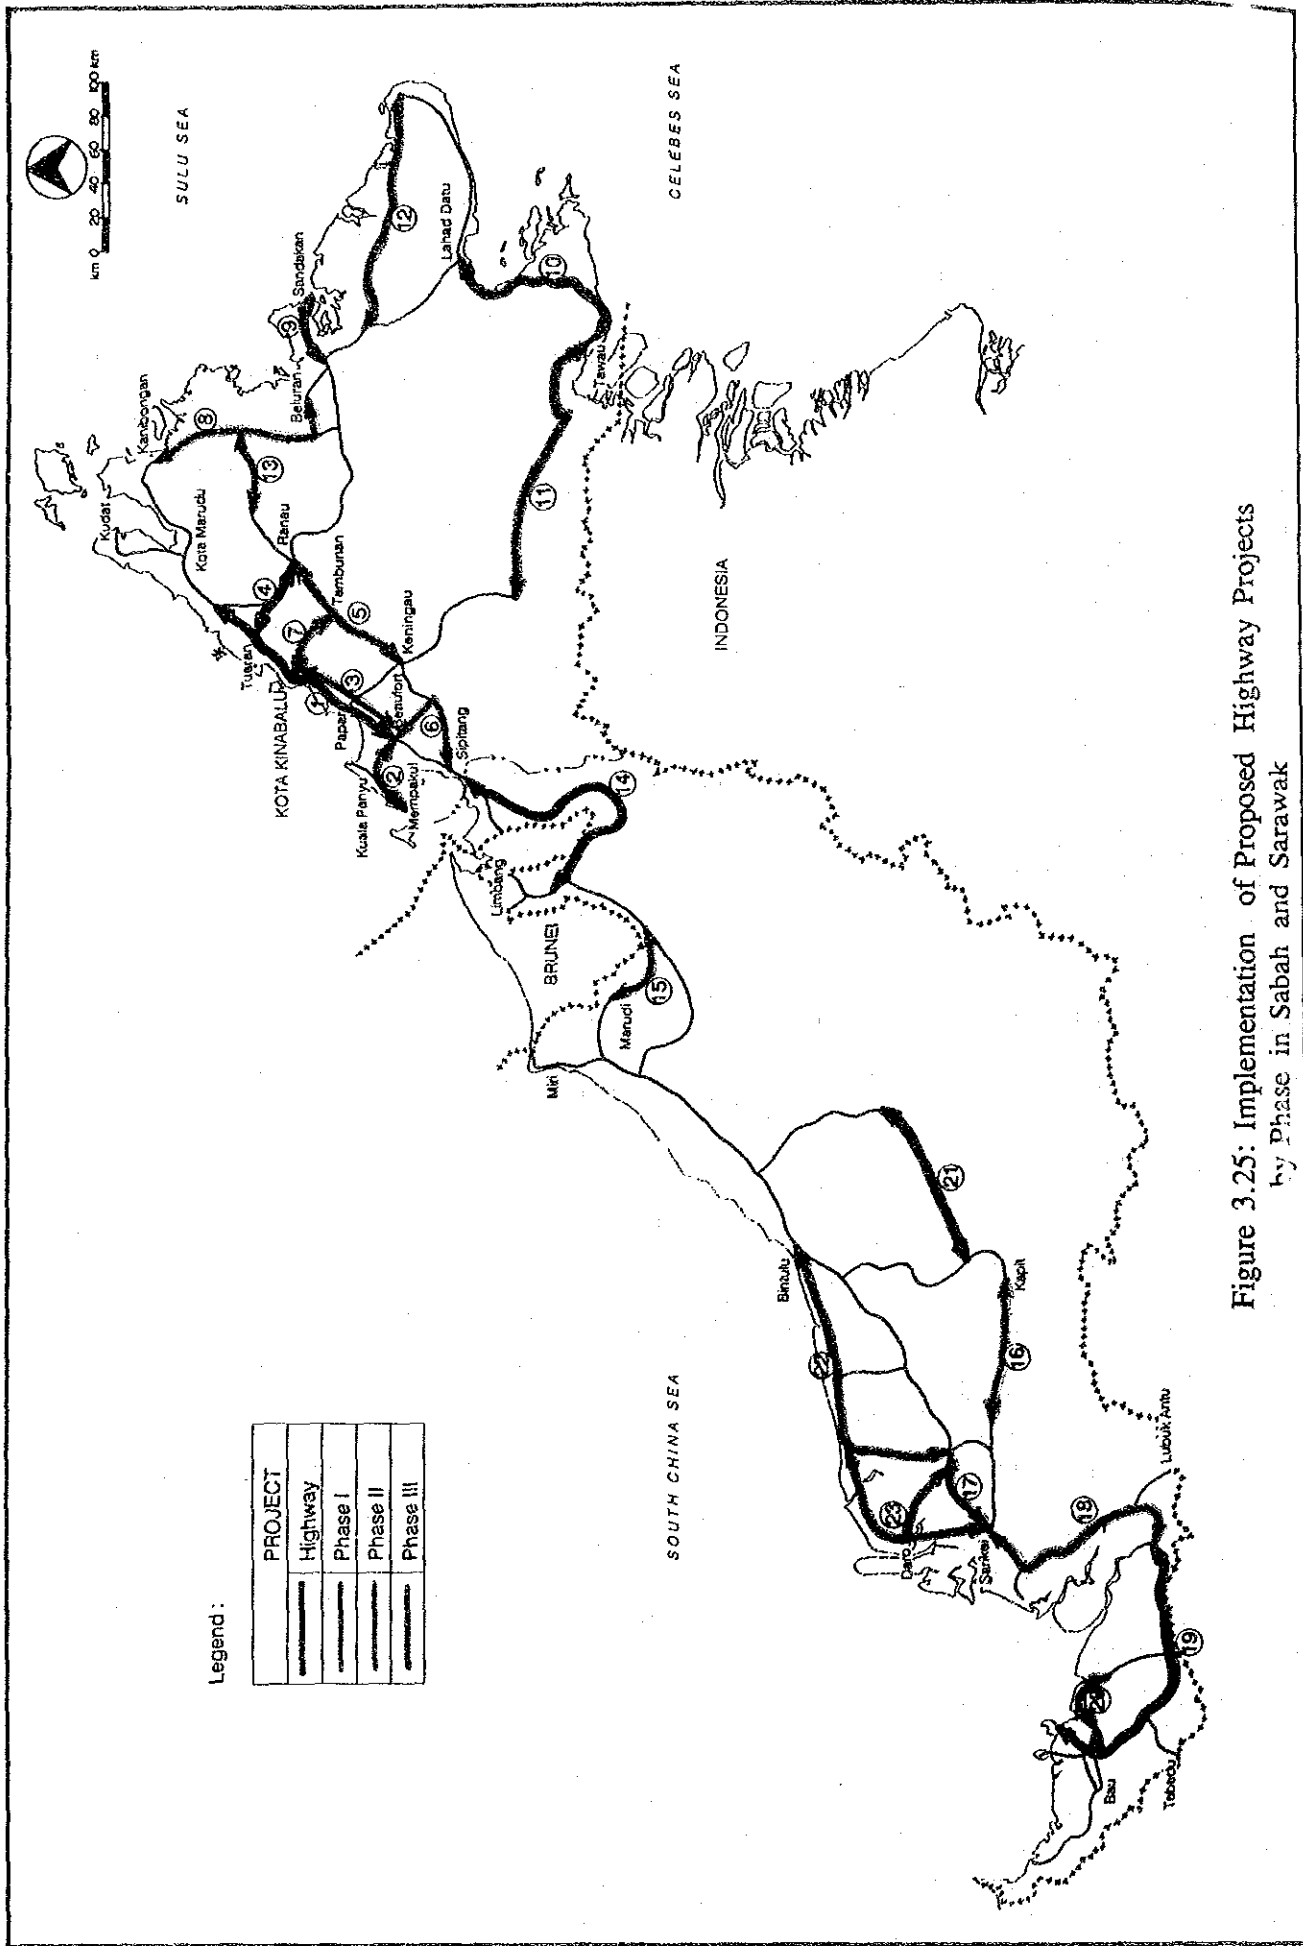 km 0 20 40 60 80 100 km
SULU SEA
CELEBES SEA
Kudat
Kanibongan
Kota Marudu
8
13
Beluran
9
Sandakan
12
Lahad Datu
10
Tawau
11
Ranau
4
Tambunan
5
Keningau
7
Tuaran
KOTA KINABALU
1
3
Papar
Beaufort
6
Sipitang
2
Kuala Penyu
Mempakul
14
INDONESIA
Limbang
BRUNEI
15
Marudi
Miri
21
Bintulu
22
Kapit
16
SOUTH CHINA SEA
23
17
Daro
Sarikei
18
Lubuk Antu
19
Bau
Tebedu
Legend :
PROJECT
Highway
Phase I
Phase II
Phase III
Figure 3.25: Implementation of Proposed Highway Projects
by Phase in Sabah and Sarawak